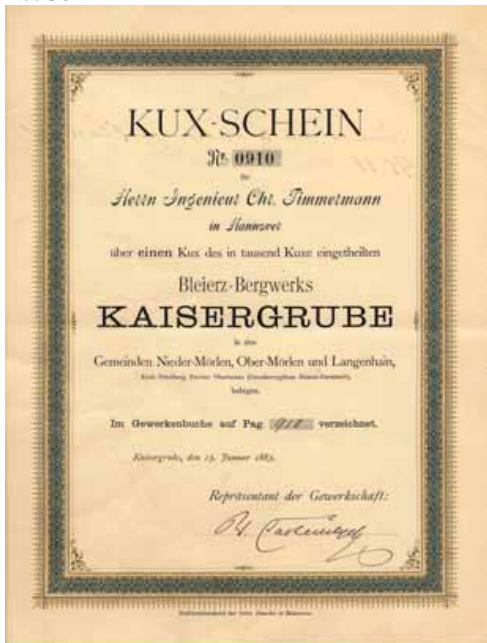 KUX-SCHEIN
No. 0910
für
Herrn Ingenieur Chr. Timmermann
in Hannover
über einen Kux des in tausend Kuxe eingetheilten
Bleierz-Bergwerks
KAISERGRUBE
in den
Gemeinden Nieder-Mörlen, Ober-Mörlen und Langenhain,
belegen.
Im Gewerkenbuche auf Pag. 910 verzeichnet.
Kaisergrube, den 15. Januar 1885.
Repräsentant der Gewerkschaft: